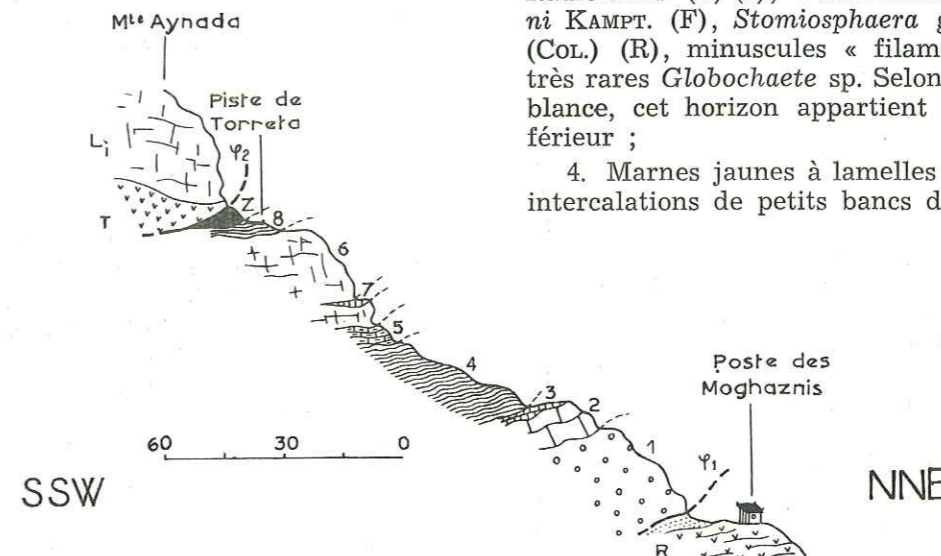 ni KAMPT. (F), Stomiosphaera
(COL.) (R), minuscules « filam
très rares Globochaete sp. Selon
blance, cet horizon appartient
férieur ;
4. Marnes jaunes à lamelles
intercalations de petits bancs d
Mte Aynada
Piste de
Torreta
φ2
Li
T
Z
8
6
7
5
4
3
2
1
φ1
R
Poste des
Moghaznis
60 30 0
SSW
NNE